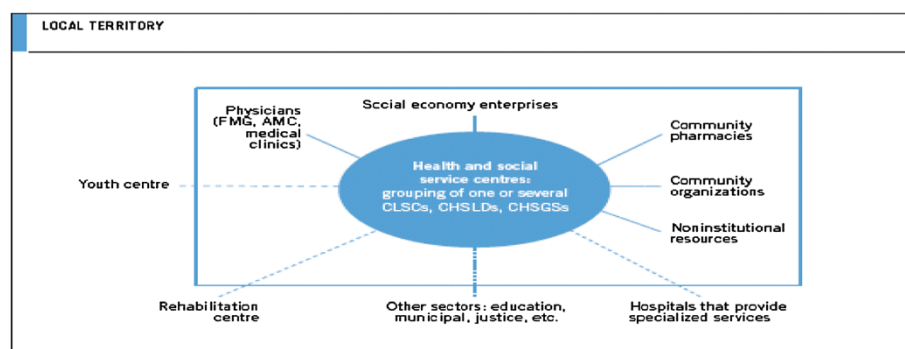 LOCAL TERRITORY
Physicians
(FMG, AMC,
medical
clinics)
Social economy enterprises
Community
pharmacies
Health and social
service centres:
grouping of one or several
CLSCs, CHSLDs, CHSGSs
Youth centre
Community
organizations
Noninstitutional
resources
Rehabilitation
centre
Other sectors: education,
municipal, justice, etc.
Hospitals that provide
specialized services